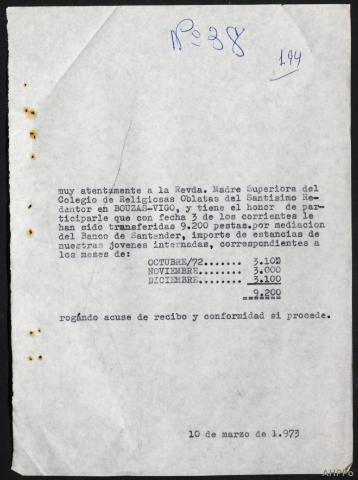 Nº 38
194
muy atentamente a la Revda. Madre Superiora del
Colegio de Religiosas Oblatas del Santisimo Re-
dentor en BOUZAS-VIGO, y tiene el honor de par-
ticiparle que con fecha 3 de los corrientes le
han sido transferidas 9.200 pestas.por mediacion
del Banco de Santander, importe de estancias de
nuestras jovenes internadas, correspondientes a
los meses de:
OCTUBRE/72....... 3.100
NOVIEMBRE........ 3.000
DICIEMBRE........ 3.100
9.200
rogándo acuse de recibo y conformidad si procede.
10 de marzo de 1.973
AHPPo